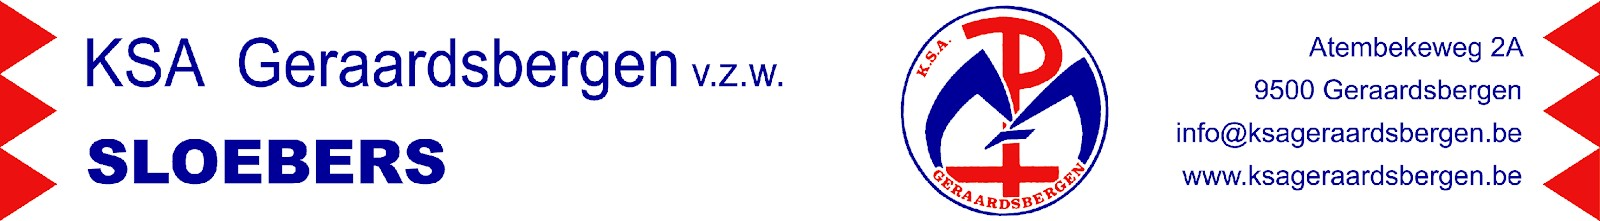 KSA Geraardsbergen v.z.w.
SLOEBERS
K.S.A.
P
GERAARDSBERGEN
Atembekeweg 2A
9500 Geraardsbergen
info@ksageraardsbergen.be
www.ksageraardsbergen.be